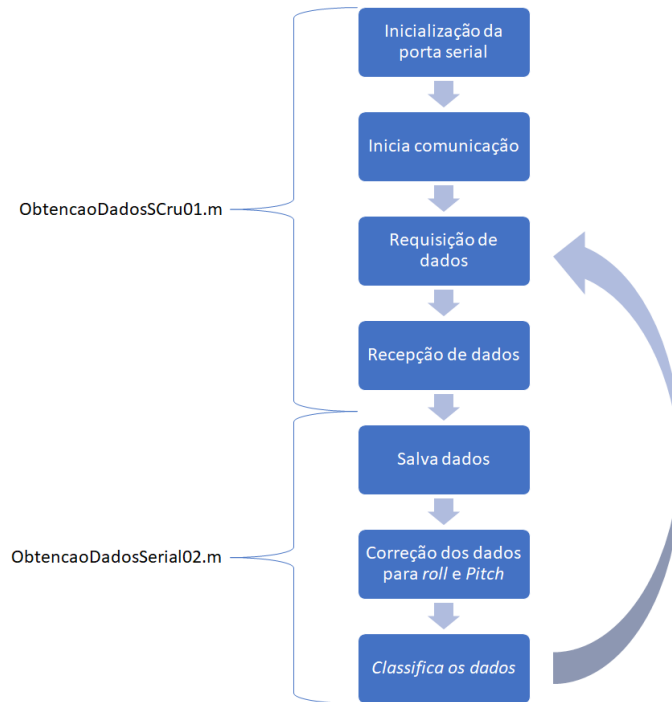 Inicialização da
porta serial
Inicia comunicação
ObtencaoDadosSCru01.m
Requisição de
dados
Recepção de dados
Salva dados
ObtencaoDadosSerial02.m
Correção dos dados
para roll e Pitch
Classifica os dados